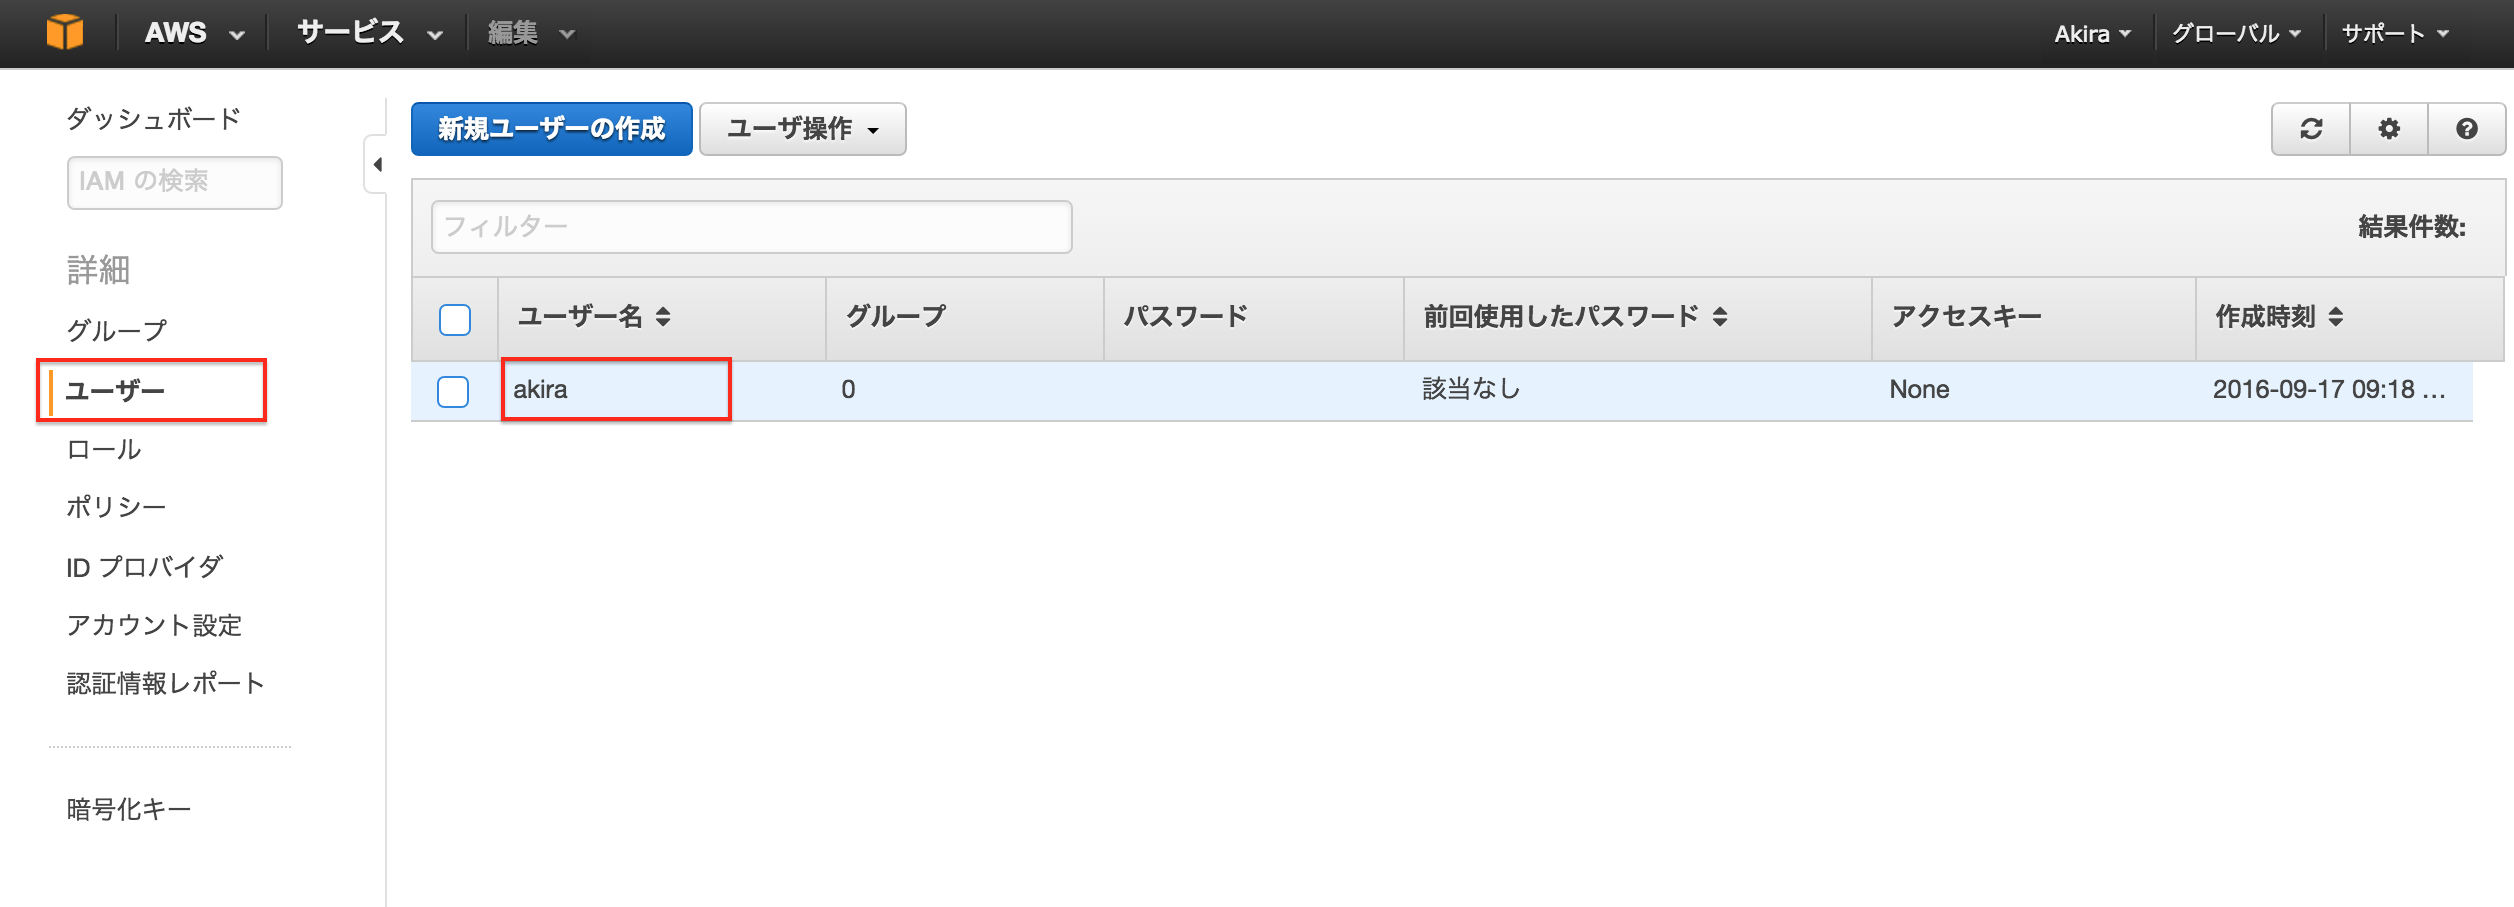 AWS サービス 編集 Akira グローバル サポート
ダッシュボード
IAM の検索
詳細
グループ
ユーザー
ロール
ポリシー
ID プロバイダ
アカウント設定
認証情報レポート
暗号化キー
新規ユーザーの作成 ユーザ操作
フィルター 結果件数:
ユーザー名 グループ パスワード 前回使用したパスワード アクセスキー 作成時刻
akira 0 該当なし None 2016-09-17 09:18 ...